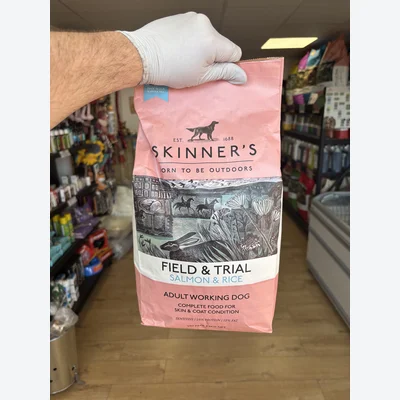 EST. 1688
SKINNER'S
ORN TO BE OUTDOORS
FIELD & TRIAL
SALMON & RICE
ADULT WORKING DOG
COMPLETE FOOD FOR
SKIN & COAT CONDITION